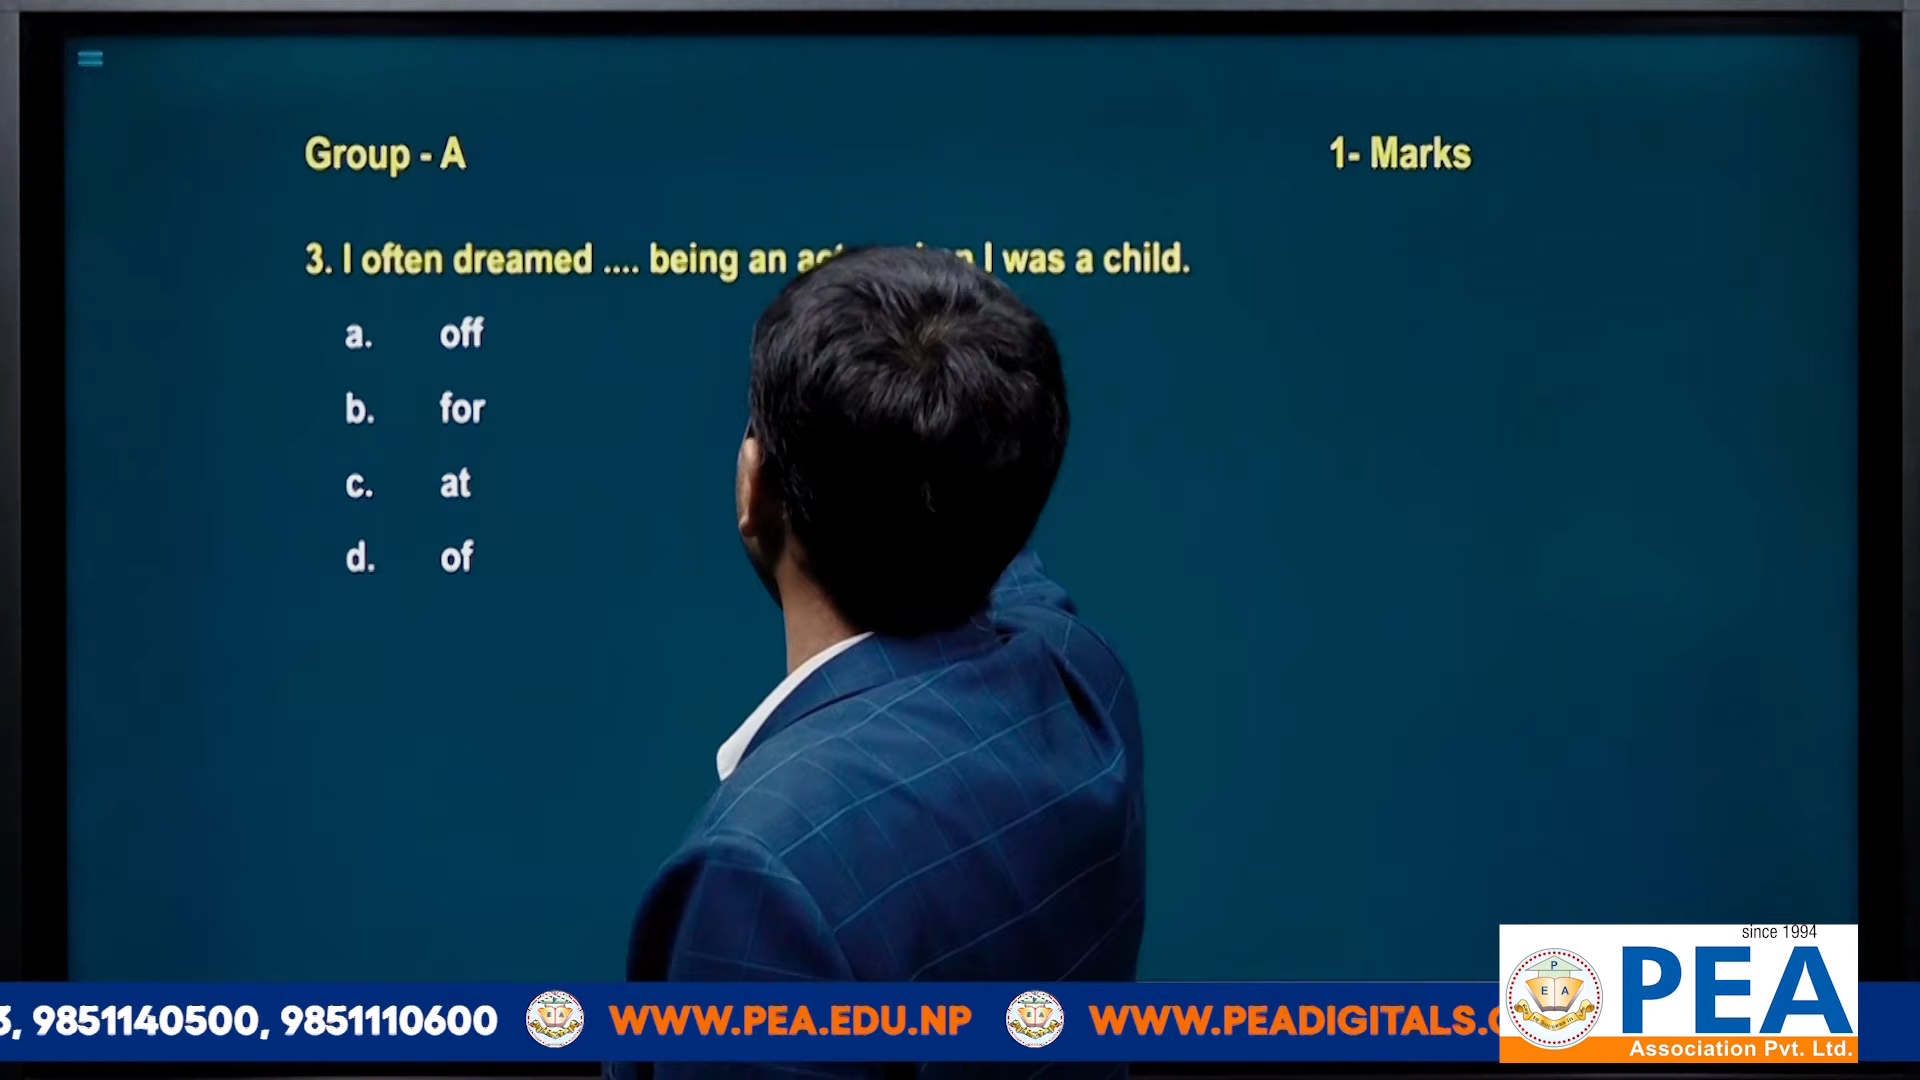 Group - A
1- Marks
3. I often dreamed .... being an I was a child.
a. off
b. for
c. at
d. of
since 1994
PEA
Association Pvt. Ltd.
3, 9851140500, 9851110600 WWW.PEA.EDU.NP WWW.PEADIGITALS.